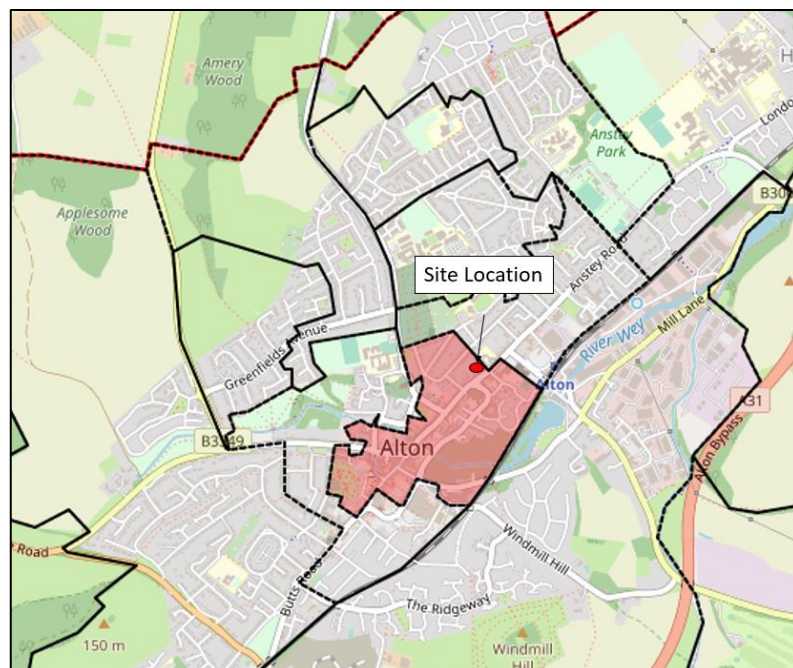 Amery
Wood
Anstey
Park
H
London
B30
Applesome
Wood
Site Location
Anstey Road
River Wey
Mill Lane
Greenfields Avenue
Alton
A31
Alton Bypass
B3349
Alton
Road
Windmill Hill
Butts Road
The Ridgeway
150 m
Windmill
Hill